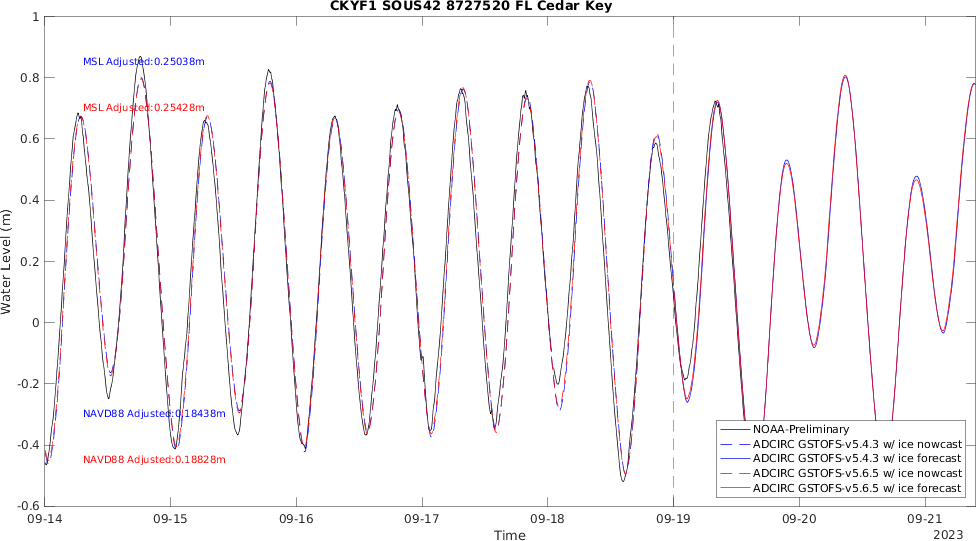 CKYF1 SOUS42 8727520 FL Cedar Key
1
0.8
0.6
0.4
0.2
0
-0.2
-0.4
-0.6
Water Level (m)
MSL Adjusted:0.25038m
MSL Adjusted:0.25428m
NAVD88 Adjusted:0.18438m
NAVD88 Adjusted:0.18828m
NOAA-Preliminary
ADCIRC GSTOFS-v5.4.3 w/ ice nowcast
ADCIRC GSTOFS-v5.4.3 w/ ice forecast
ADCIRC GSTOFS-v5.6.5 w/ ice nowcast
ADCIRC GSTOFS-v5.6.5 w/ ice forecast
09-14 09-15 09-16 09-17 09-18 09-19 09-20 09-21
Time
2023